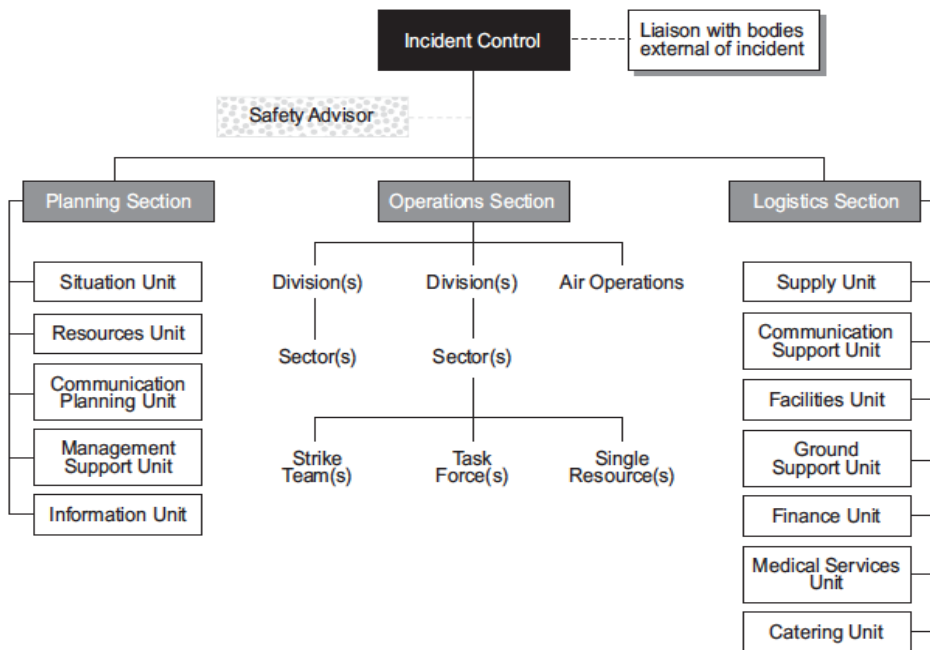 Incident Control
Liaison with bodies
external of incident
Safety Advisor
Planning Section
Operations Section
Logistics Section
Situation Unit
Resources Unit
Communication
Planning Unit
Management
Support Unit
Information Unit
Division(s)
Division(s)
Air Operations
Sector(s)
Sector(s)
Strike
Team(s)
Task
Force(s)
Single
Resource(s)
Supply Unit
Communication
Support Unit
Facilities Unit
Ground
Support Unit
Finance Unit
Medical Services
Unit
Catering Unit